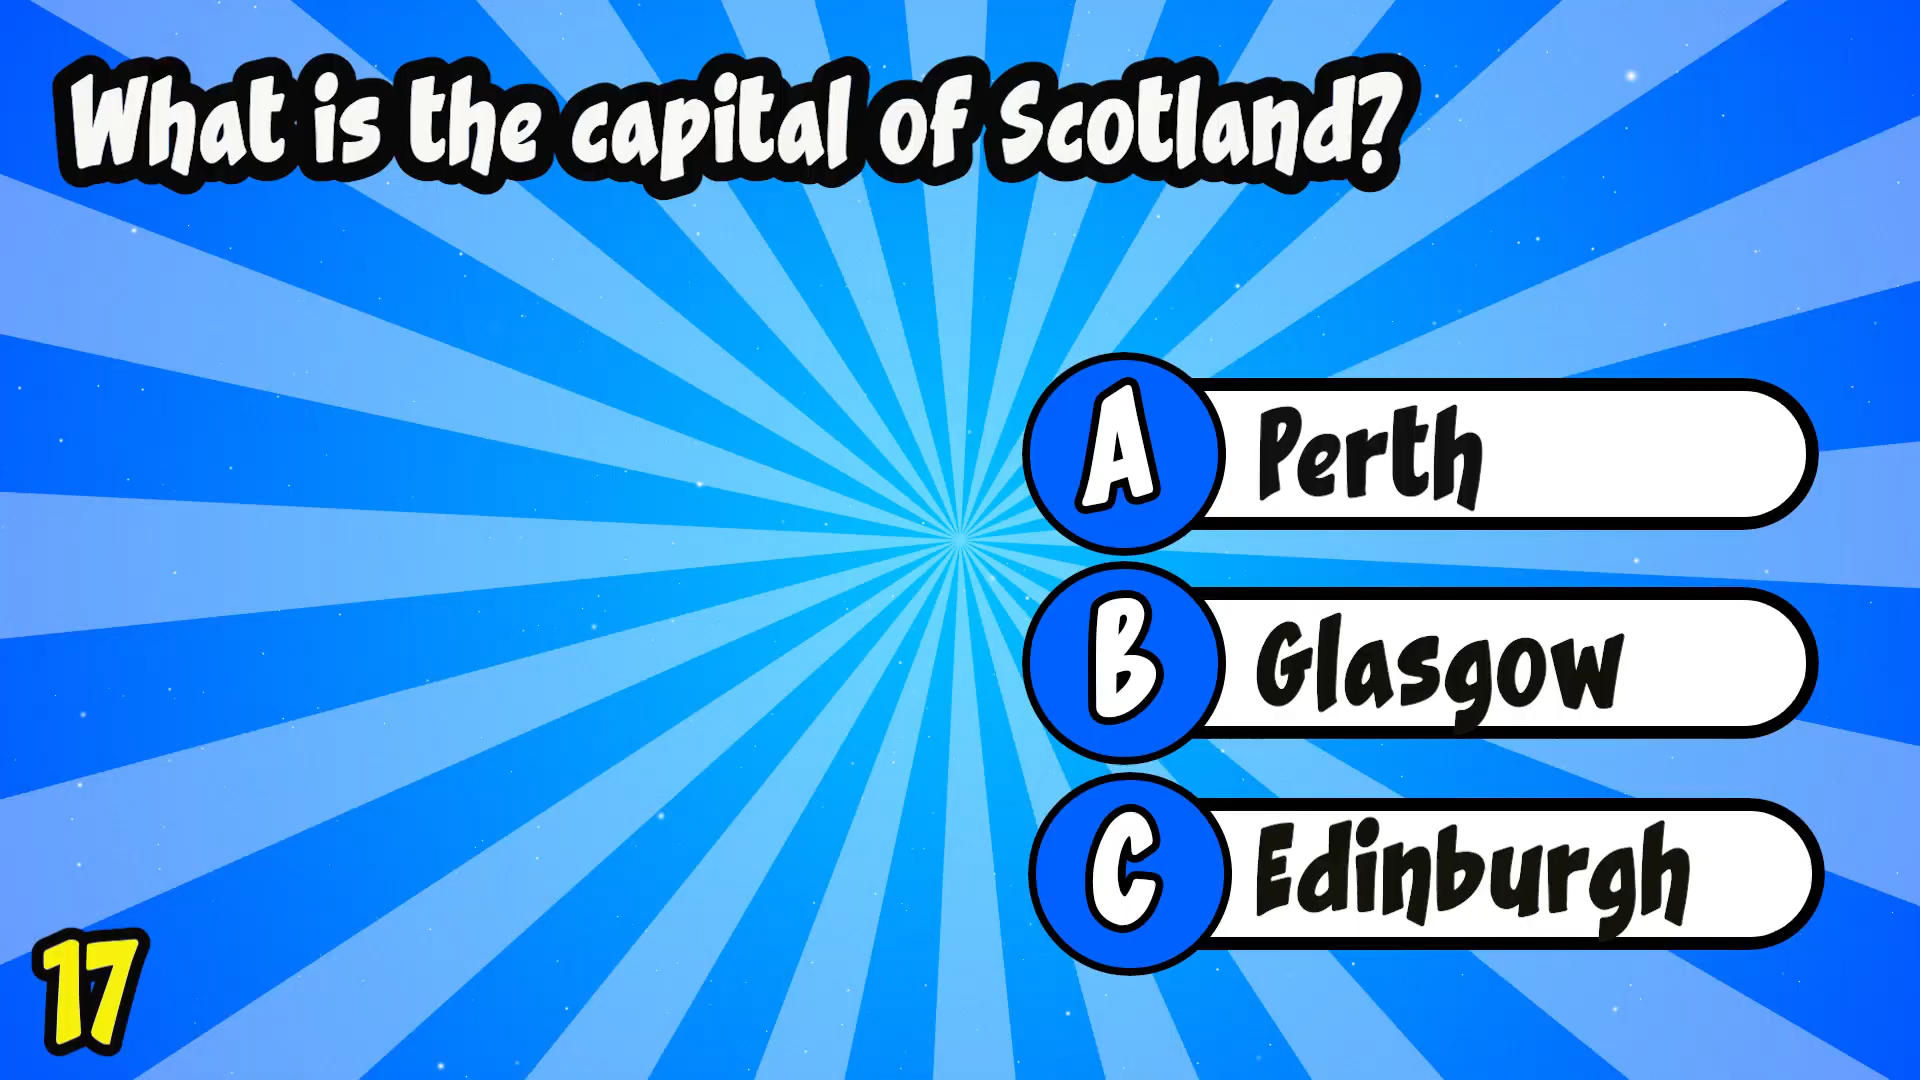 What is the capital of Scotland?
A Perth
B Glasgow
C Edinburgh
17